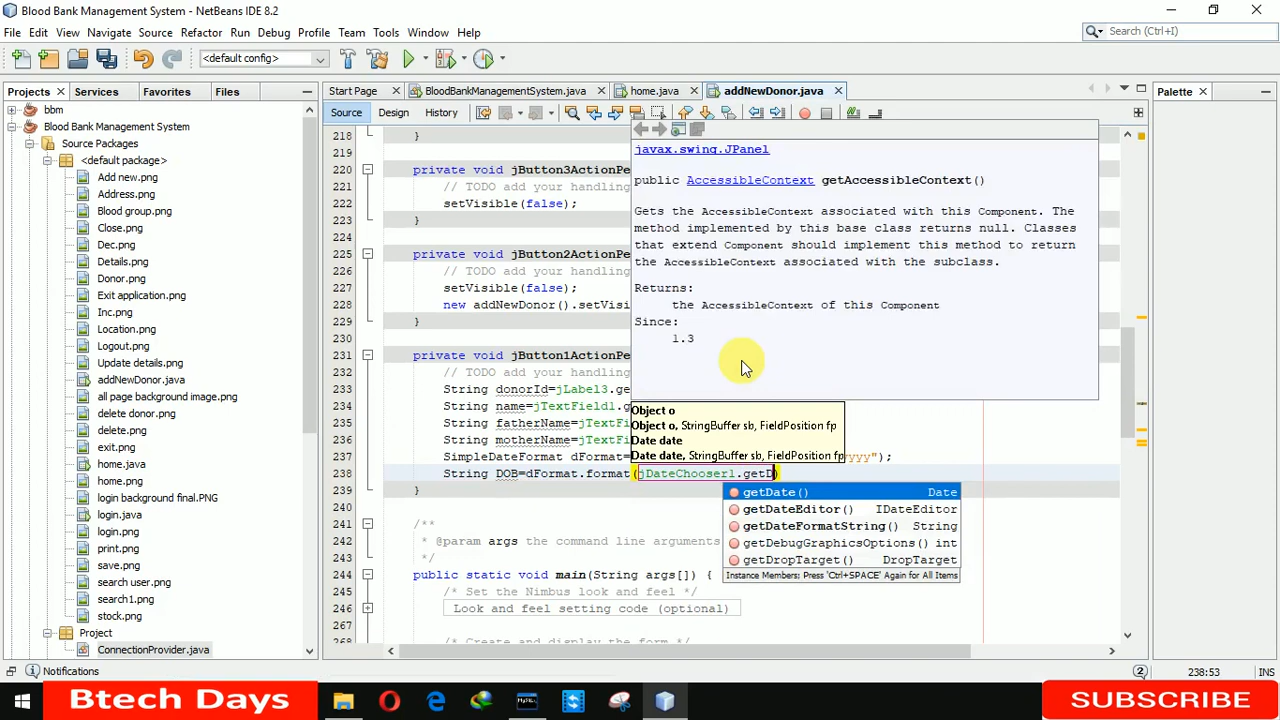 Blood Bank Management System - NetBeans IDE 8.2
File Edit View Navigate Source Refactor Run Debug Profile Team Tools Window Help
Search (Ctrl+I)
<default config>
Projects Services Favorites Files
Start Page BloodBankManagementSystem.java home.java addNewDonor.java
Palette
Source Design History
bbm
Blood Bank Management System
Source Packages
<default package>
Add new.png
Address.png
Blood group.png
Close.png
Dec.png
Details.png
Donor.png
Exit application.png
Inc.png
Location.png
Logout.png
Update details.png
addNewDonor.java
all page background image.png
delete donor.png
delete.png
exit.png
home.java
home.png
login background final.PNG
login.java
login.png
print.png
save.png
search user.png
search1.png
stock.png
Project
ConnectionProvider.java
218 }
219
220 private void jButton3ActionPe
221 // TODO add your handling
222 setVisible(false);
223 }
224
225 private void jButton2ActionPe
226 // TODO add your handling
227 setVisible(false);
228 new addNewDonor().setVisi
229 }
230
231 private void jButton1ActionPe
232 // TODO add your handling
233 String donorId=jLabel3.ge
234 String name=jTextField1.g
235 String fatherName=jTextFi
236 String motherName=jTextFi
237 SimpleDateFormat dFormat= yyyy");
238 String DOB=dFormat.format(jDateChooser1.getD)
239 }
240
241 /**
242 * @param args the command line arguments
243 */
244 public static void main(String args[]) {
245 /* Set the Nimbus look and feel */
246 Look and feel setting code (optional)
267
268 /* Create and display the form */
javax.swing.JPanel
public AccessibleContext getAccessibleContext()
Gets the AccessibleContext associated with this Component. The
method implemented by this base class returns null. Classes
that extend Component should implement this method to return
the AccessibleContext associated with the subclass.
Returns:
the AccessibleContext of this Component
Since:
1.3
Object o
Object o, StringBuffer sb, FieldPosition fp
Date date
Date date, StringBuffer sb, FieldPosition fp
getDate() Date
getDateEditor() IDateEditor
getDateFormatString() String
getDebugGraphicsOptions() int
getDropTarget() DropTarget
Instance Members; Press 'Ctrl+SPACE' Again for All Items
Notifications
2
238:53
Btech Days
SUBSCRIBE